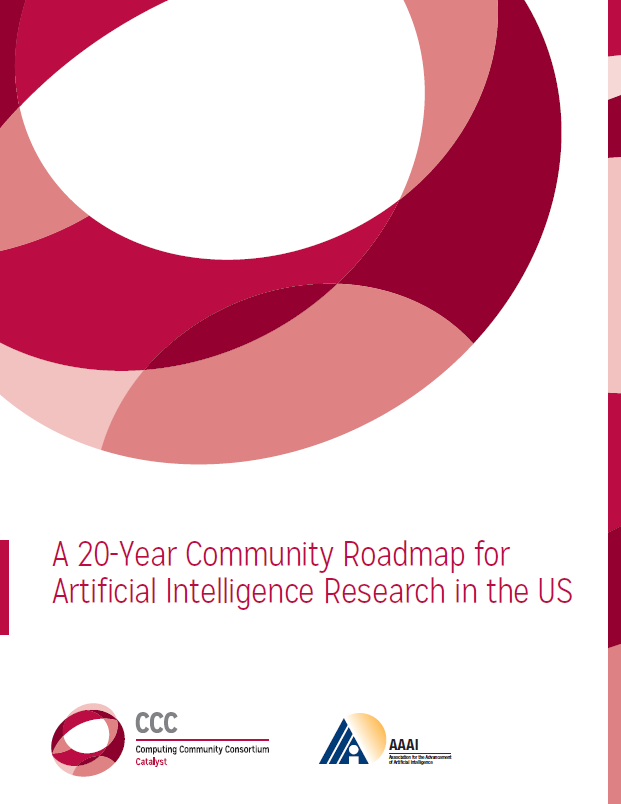 A 20-Year Community Roadmap for
Artificial Intelligence Research in the US
CCC
Computing Community Consortium
Catalyst
AAAI
Association for the Advancement
of Artificial Intelligence